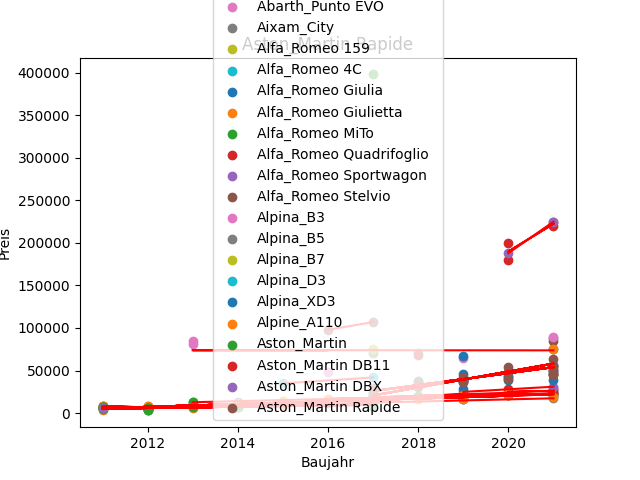 Abarth_Punto EVO
Aixam_City
Aston_Martin Rapide
Alfa_Romeo 159
Alfa_Romeo 4C
Alfa_Romeo Giulia
Alfa_Romeo Giulietta
Alfa_Romeo MiTo
Alfa_Romeo Quadrifoglio
Alfa_Romeo Sportwagon
Alfa_Romeo Stelvio
Alpina_B3
Alpina_B5
Alpina_B7
Alpina_D3
Alpina_XD3
Alpine_A110
Aston_Martin
Aston_Martin DB11
Aston_Martin DBX
Aston_Martin Rapide
400000
350000
300000
250000
200000
150000
100000
50000
0
Preis
2012 2014 2016 2018 2020
Baujahr